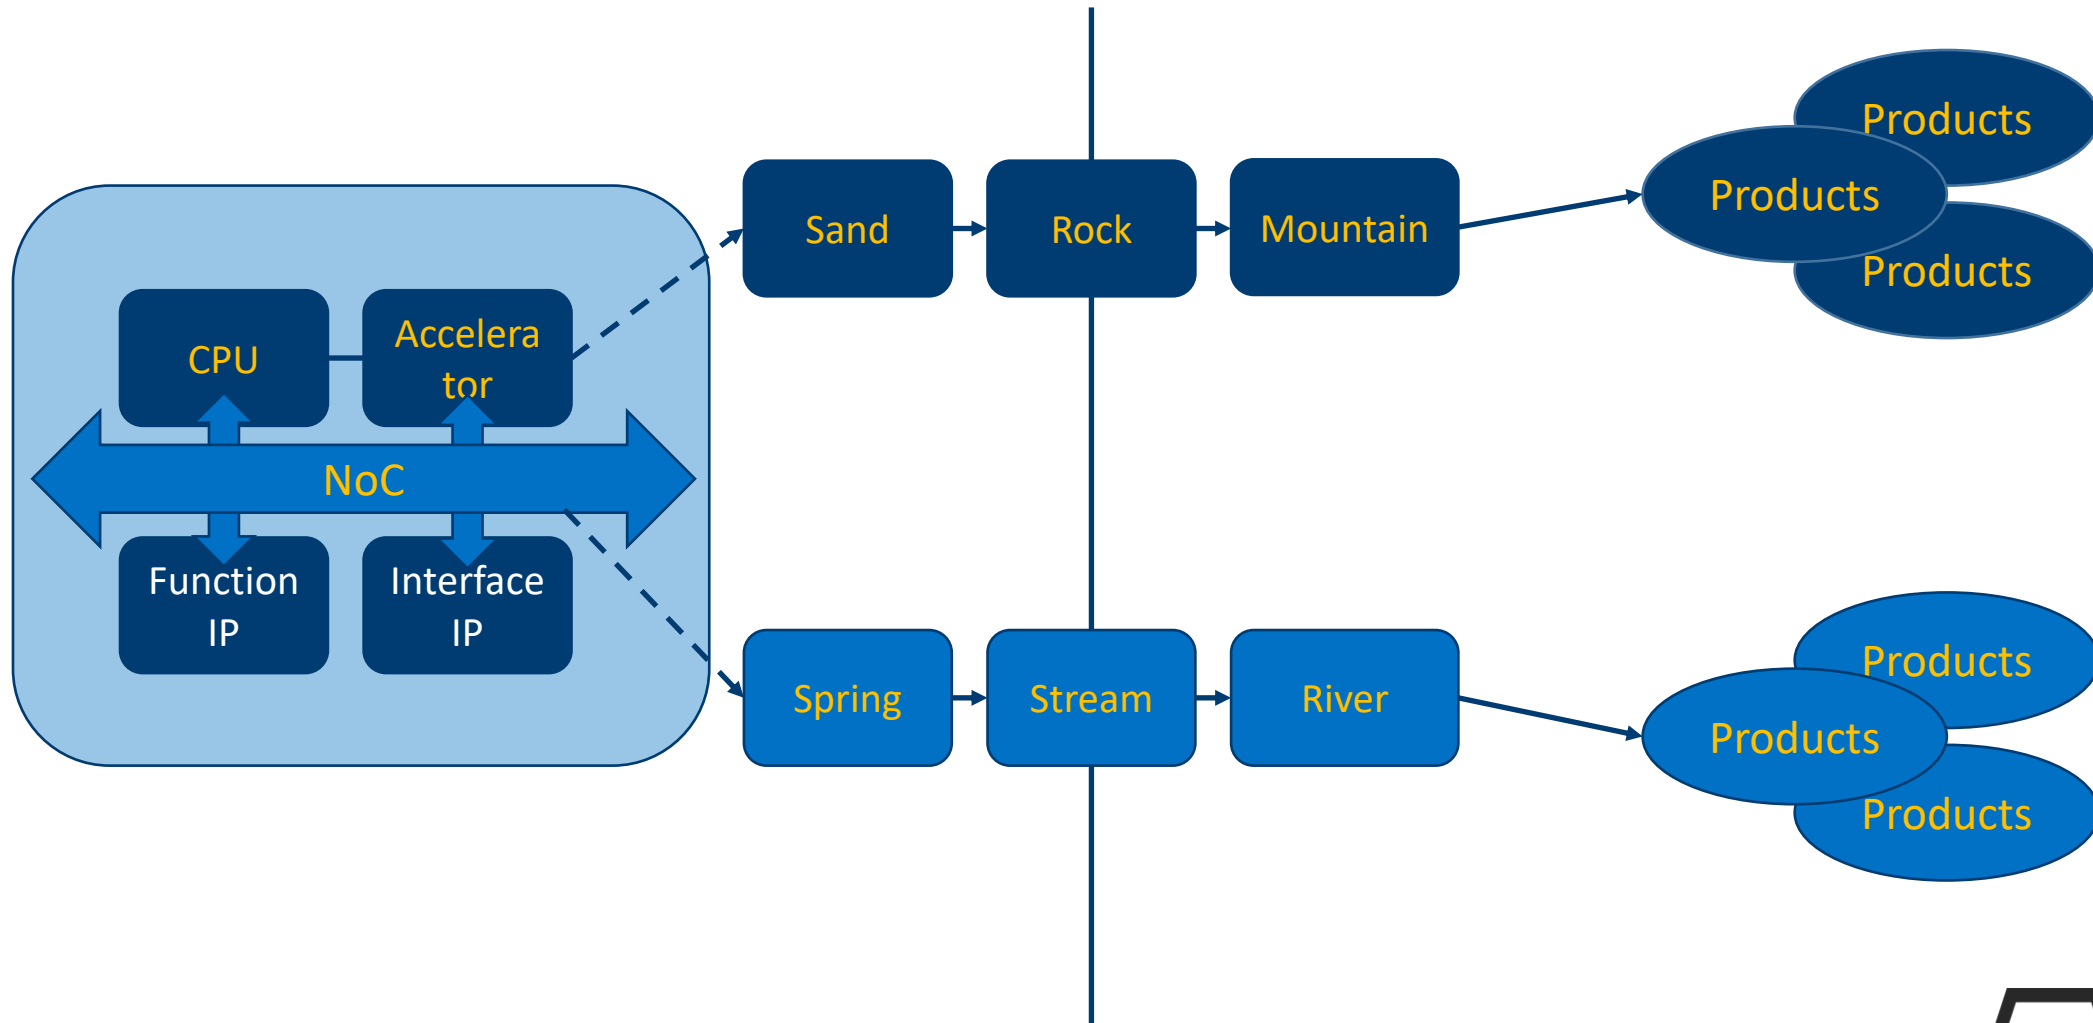 CPU
Accelera
tor
NoC
Function
IP
Interface
IP
Sand
Rock
Mountain
Products
Products
Products
Spring
Stream
River
Products
Products
Products